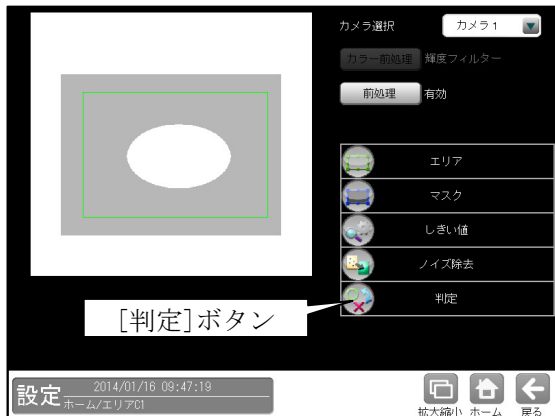 カメラ選択 カメラ1
カラー前処理 輝度フィルター
前処理 有効
エリア
マスク
しきい値
ノイズ除去
判定
[判定]ボタン
設定 2014/01/16 09:47:19
ホーム/エリア01
拡大縮小 ホーム 戻る